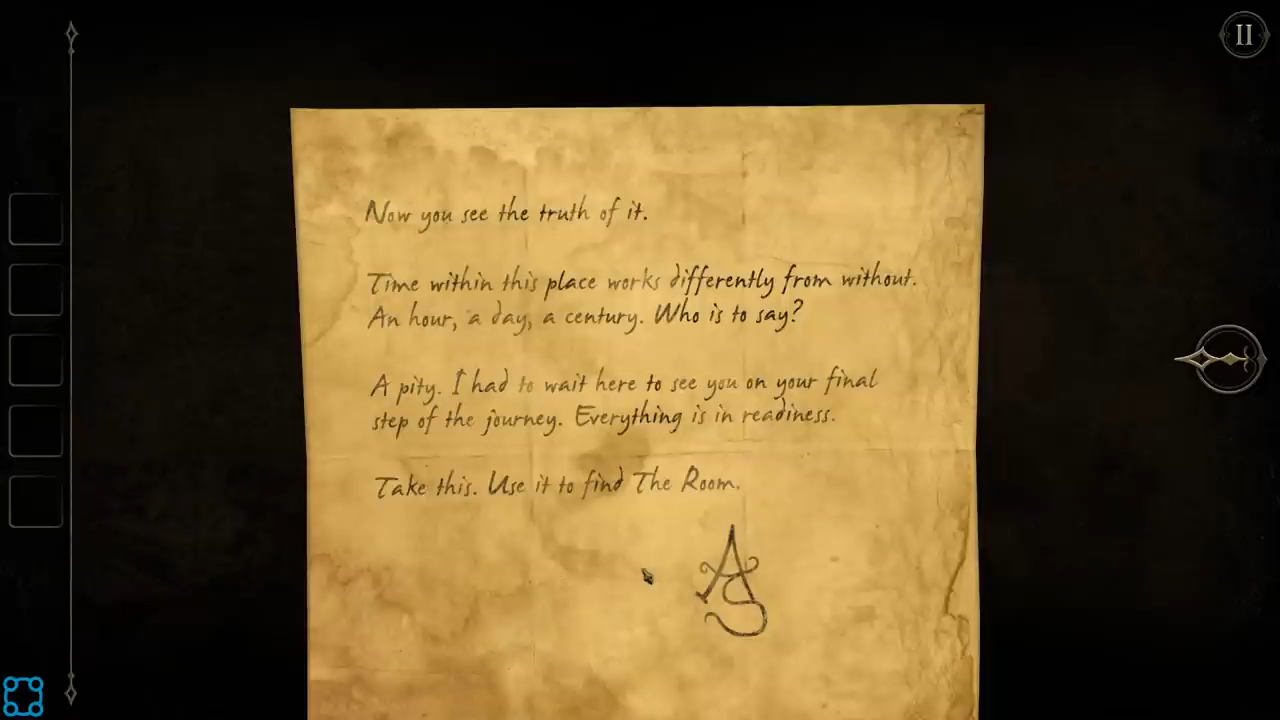 II
Now you see the truth of it.
Time within this place works differently from without.
An hour, a day, a century. Who is to say?
A pity. I had to wait here to see you on your final
step of the journey. Everything is in readiness.
Take this. Use it to find The Room.
AS